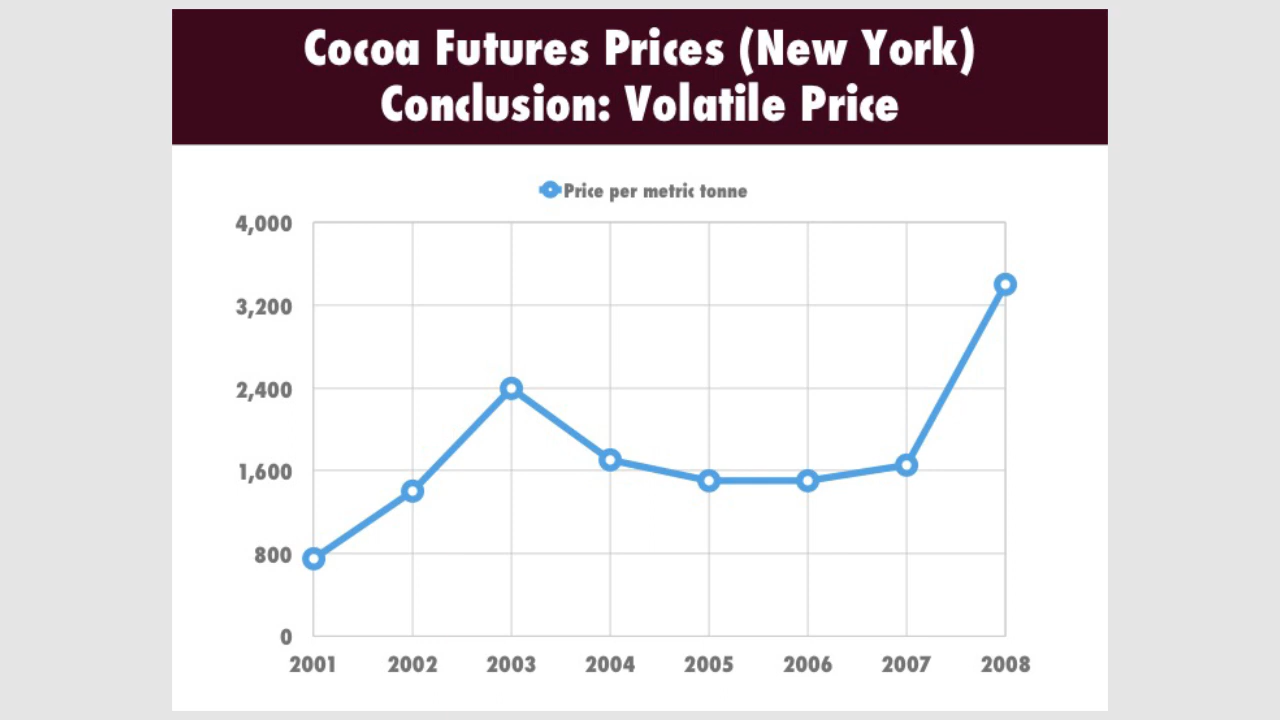 Cocoa Futures Prices (New York)
Conclusion: Volatile Price
Price per metric tonne
4,000
3,200
2,400
1,600
800
0
2001 2002 2003 2004 2005 2006 2007 2008